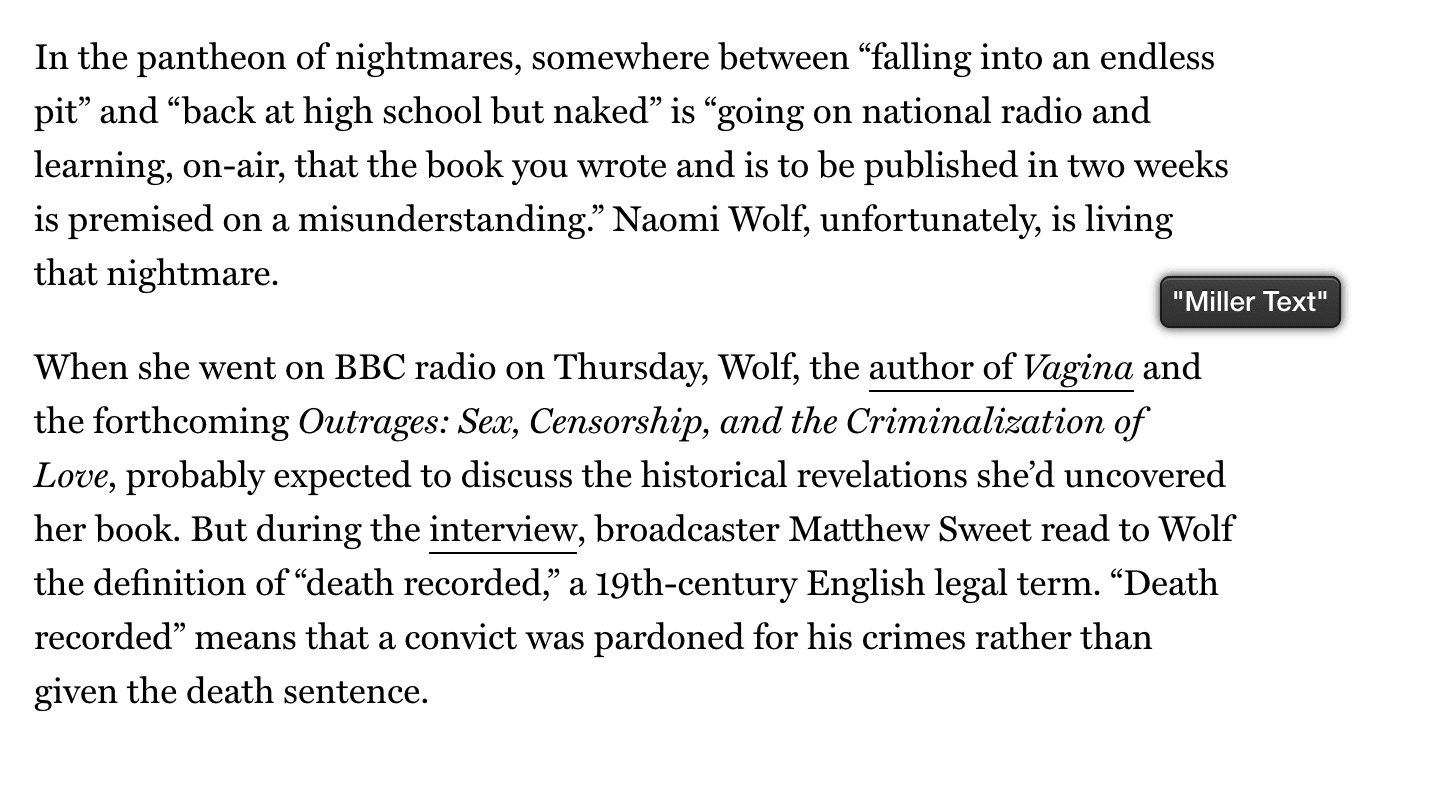 In the pantheon of nightmares, somewhere between “falling into an endless
pit” and “back at high school but naked” is “going on national radio and
learning, on-air, that the book you wrote and is to be published in two weeks
is premised on a misunderstanding.” Naomi Wolf, unfortunately, is living
that nightmare.
"Miller Text"
When she went on BBC radio on Thursday, Wolf, the author of Vagina and
the forthcoming Outrages: Sex, Censorship, and the Criminalization of
Love, probably expected to discuss the historical revelations she’d uncovered
her book. But during the interview, broadcaster Matthew Sweet read to Wolf
the definition of “death recorded,” a 19th-century English legal term. “Death
recorded” means that a convict was pardoned for his crimes rather than
given the death sentence.